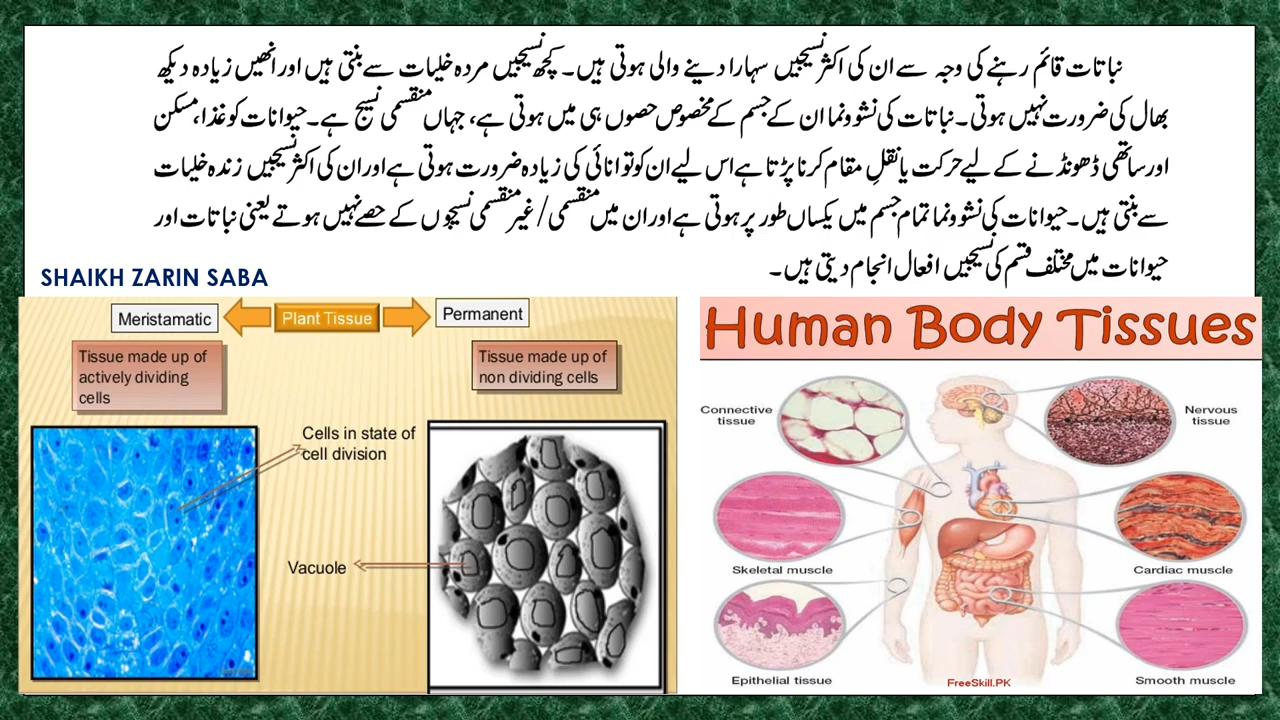 نباتات قائم رہنے کی وجہ سے ان کی اکثر نسیجیں سہارا دینے والی ہوتی ہیں۔ کچھ نسیجیں مردہ خلیات سے بنتی ہیں اور انھیں زیادہ دیکھ
بھال کی ضرورت نہیں ہوتی۔ نباتات کی نشوونما ان کے جسم کے مخصوص حصوں ہی میں ہوتی ہے، جہاں منقسمی نسیج ہے۔ حیوانات کو غذا، مسکن
اور ساتھی ڈھونڈنے کے لیے حرکت یا نقلِ مقام کرنا پڑتا ہے اس لیے ان کو توانائی کی زیادہ ضرورت ہوتی ہے اور ان کی اکثر نسیجیں زندہ خلیات
سے بنتی ہیں۔ حیوانات کی نشوونما تمام جسم میں یکساں طور پر ہوتی ہے اور ان میں منقسمی/غیر منقسمی نسیجوں کے حصے نہیں ہوتے یعنی نباتات اور
حیوانات میں مختلف قسم کی نسیجیں افعال انجام دیتی ہیں۔
SHAIKH ZARIN SABA
Meristamatic
Plant Tissue
Permanent
Tissue made up of
actively dividing
cells
Tissue made up of
non dividing cells
Cells in state of
cell division
Vacuole
Human Body Tissues
Connective
tissue
Nervous
tissue
Skeletal muscle
Cardiac muscle
Epithelial tissue
Smooth muscle
FreeSkill.PK